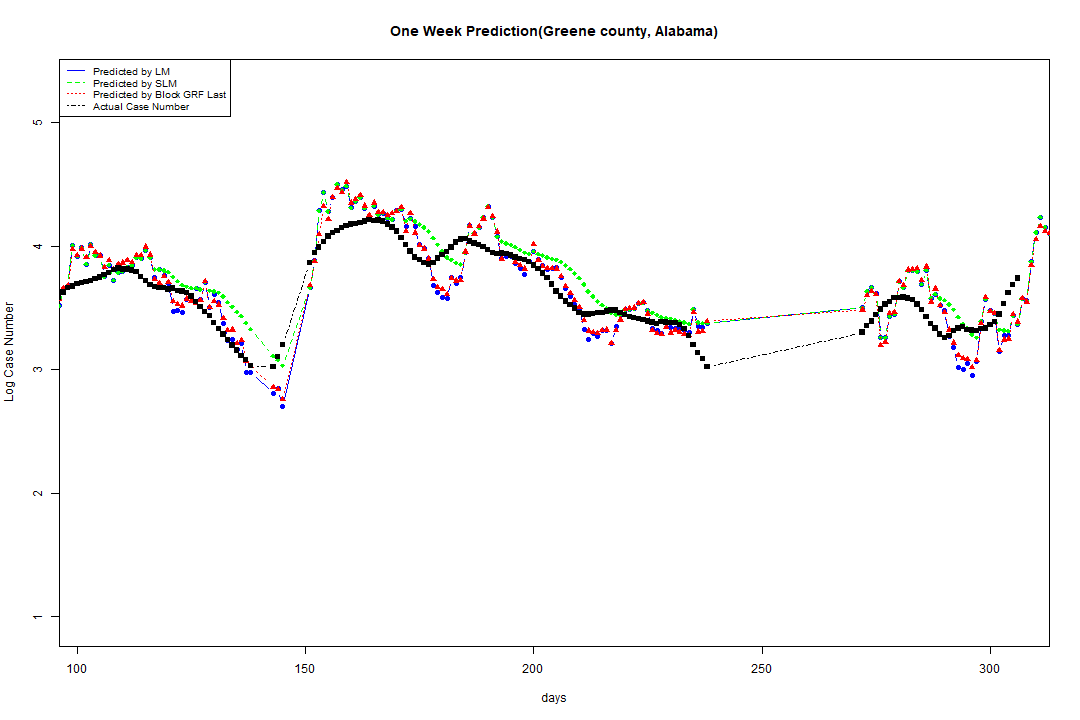 One Week Prediction(Greene county, Alabama)
Predicted by LM
Predicted by SLM
Predicted by Block GRF Last
Actual Case Number
5
4
3
2
1
Log Case Number
100 150 200 250 300
days